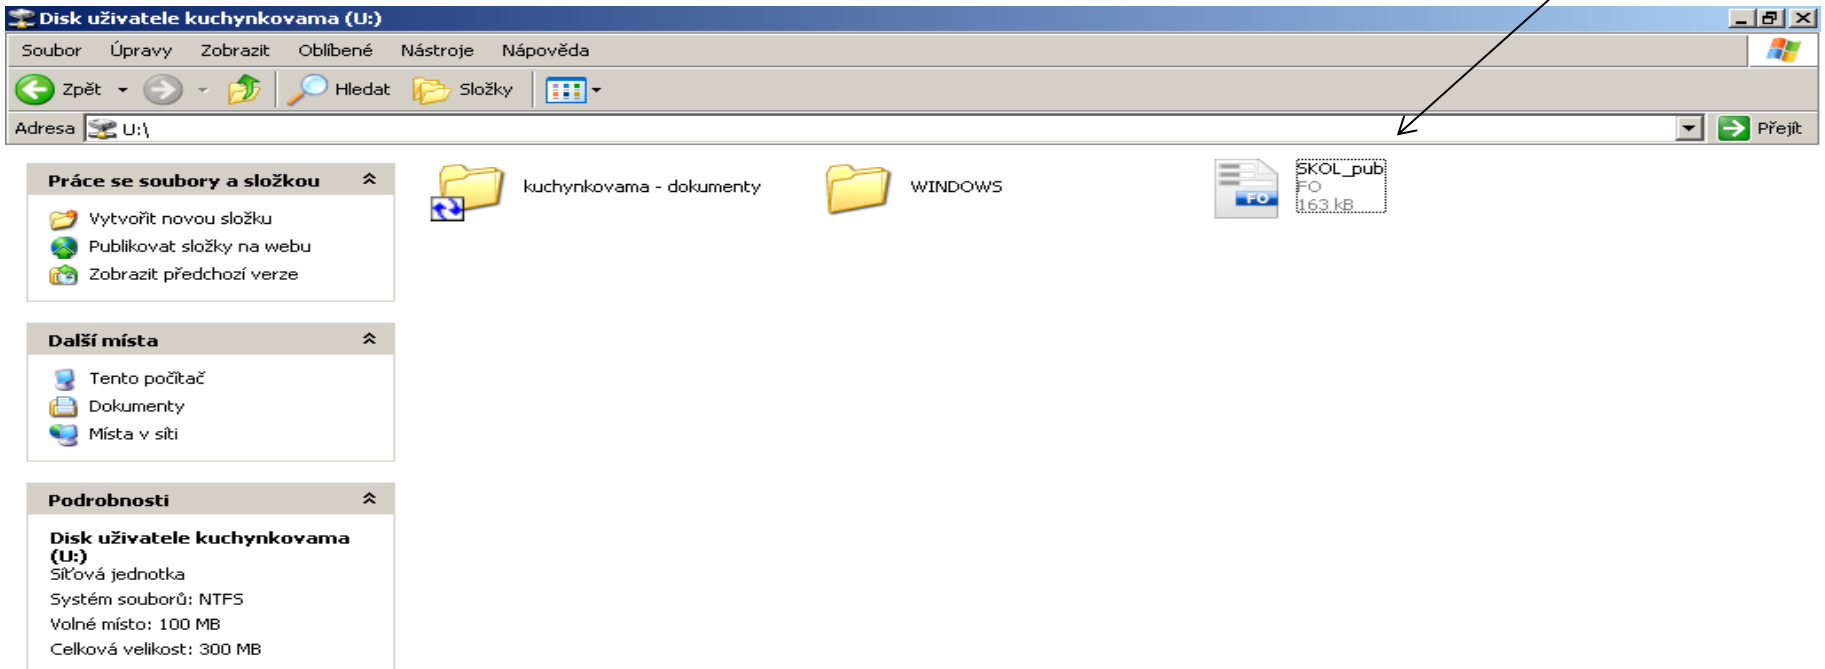 Disk uživatele kuchynkovama (U:)
Soubor Úpravy Zobrazit Oblíbené Nástroje Nápověda
Zpět Hledat Složky
Adresa U:\ Přejít
Práce se soubory a složkou
Vytvořit novou složku
Publikovat složky na webu
Zobrazit předchozí verze
Další místa
Tento počítač
Dokumenty
Místa v síti
Podrobnosti
Disk uživatele kuchynkovama
(U:)
Síťová jednotka
Systém souborů: NTFS
Volné místo: 100 MB
Celková velikost: 300 MB
kuchynkovama - dokumenty
WINDOWS
FO
SKOL_pub
FO
163 kB